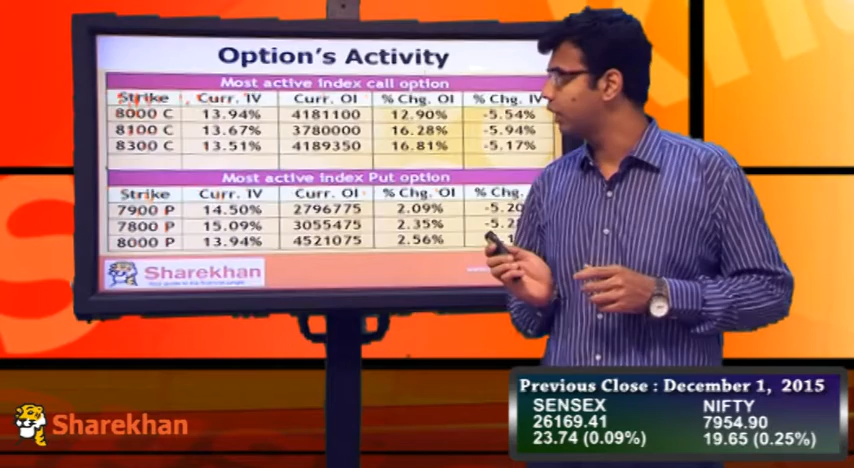 Option's Activity
Most active index call option
Strike Curr. IV Curr. OI % Chg. OI % Chg. IV
8000 C 13.94% 4181100 12.90% -5.54%
8100 C 13.67% 3780000 16.28% -5.94%
8300 C 13.51% 4189350 16.81% -5.17%
Most active index Put option
Strike Curr. IV Curr. OI % Chg. OI % Chg.
7900 P 14.50% 2796775 2.09% -5.20
7800 P 15.09% 3055475 2.35%
8000 P 13.94% 4521075 2.56%
Sharekhan
Previous Close : December 1, 2015
SENSEX NIFTY
26169.41 7954.90
23.74 (0.09%) 19.65 (0.25%)
Sharekhan